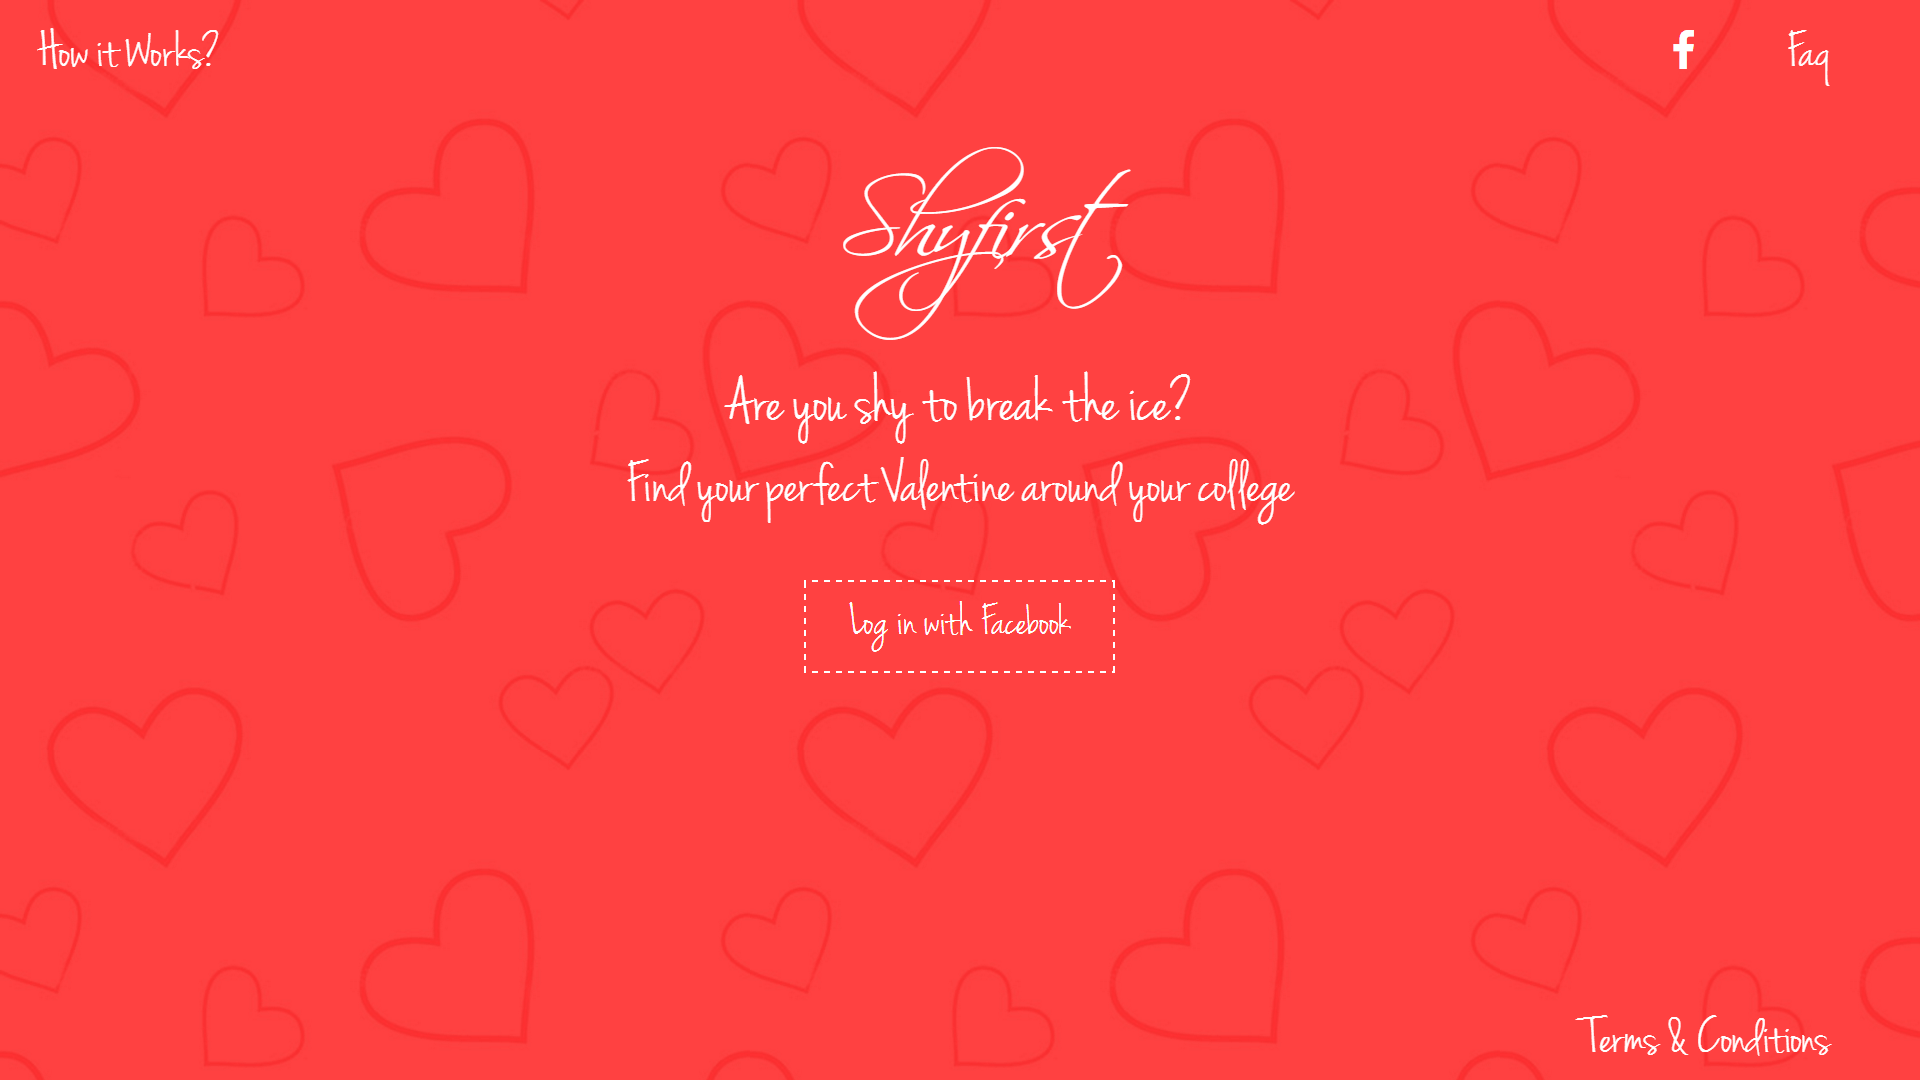 How it Works?
Faq
Shyfirst
Are you shy to break the ice?
Find your perfect Valentine around your college
Log in with Facebook
Terms & Conditions